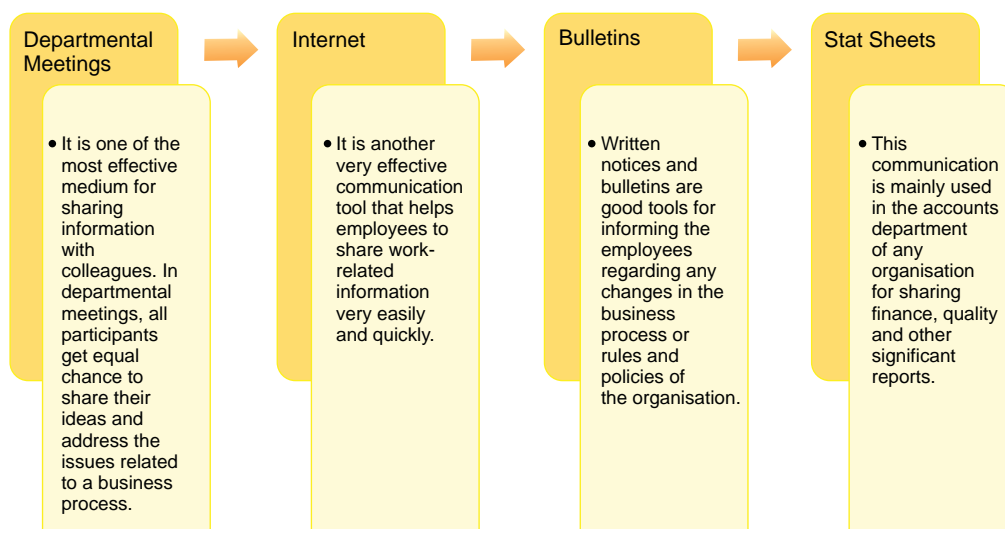 Departmental
Meetings
• It is one of the
most effective
medium for
sharing
information
with
colleagues. In
departmental
meetings, all
participants
get equal
chance to
share their
ideas and
address the
issues related
to a business
process.
Internet
• It is another
very effective
communication
tool that helps
employees to
share work-
related
information
very easily
and quickly.
Bulletins
• Written
notices and
bulletins are
good tools for
informing the
employees
regarding any
changes in the
business
process or
rules and
policies of
the organisation.
Stat Sheets
• This
communication
is mainly used
in the accounts
department
of any
organisation
for sharing
finance, quality
and other
significant
reports.